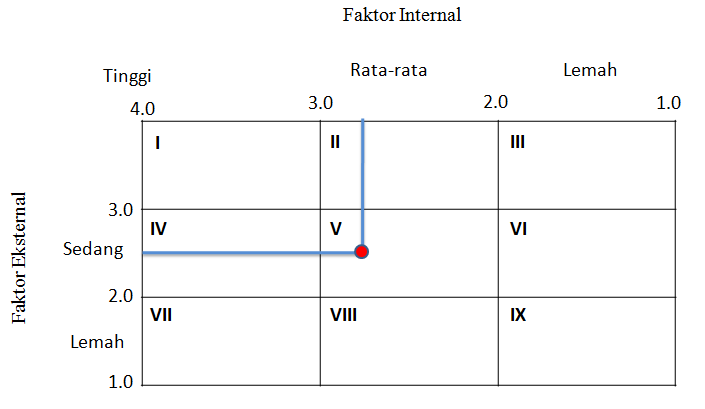 Faktor Internal
Tinggi Rata-rata Lemah
4.0 3.0 2.0 1.0
I II III
3.0
IV V VI
Sedang
Faktor Eksternal
2.0
VII VIII IX
Lemah
1.0